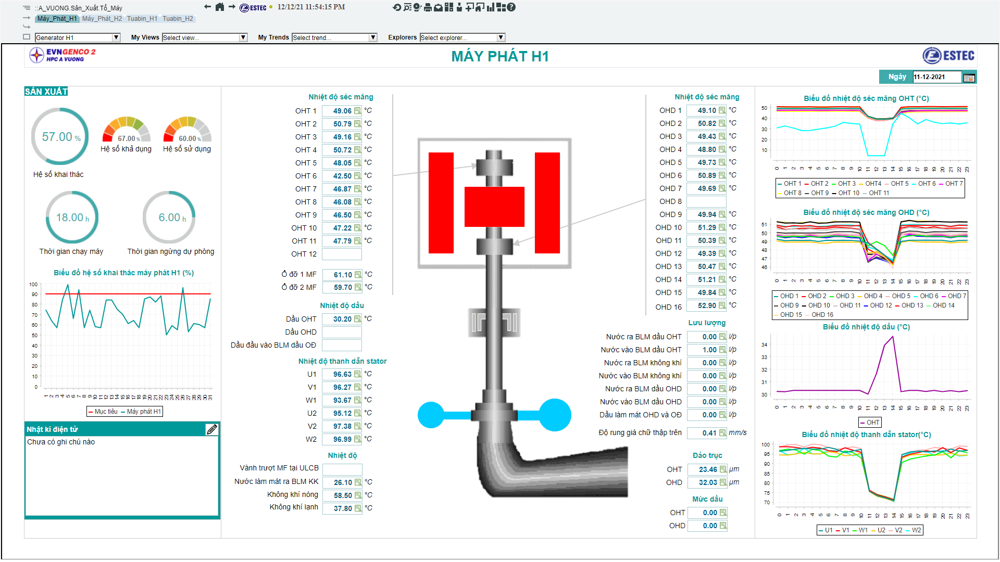 ::A_VUONG.Sản_Xuất.Tổ_Máy
ESTEC
12/12/21 11:54:15 PM
Máy_Phát_H1 Máy_Phát_H2 Tuabin_H1 Tuabin_H2
Generator H1
My Views Select view...
My Trends Select trend...
Explorers Select explorer...
EVNGENCO 2
HPC A VUONG
MÁY PHÁT H1
ESTEC
Ngày 11-12-2021
SẢN XUẤT
57.00 %
Hệ số khai thác
67.00 %
Hệ số khả dụng
60.00 %
Hệ số sử dụng
18.00 h
Thời gian chạy máy
6.00 h
Thời gian ngừng dự phòng
Biểu đồ hệ số khai thác máy phát H1 (%)
100
90
80
70
60
50
40
30
20
10
0
1 2 3 4 5 6 7 8 9 10 11 12 13 14 15 16 17 18 19 20 21 22 23 24 25 26 27 28 29 30 31
Mục tiêu Máy phát H1
Nhật kí điện tử
Chưa có ghi chú nào
Nhiệt độ séc măng
OHT 1 49.06 °C
OHT 2 50.79 °C
OHT 3 49.16 °C
OHT 4 50.72 °C
OHT 5 48.05 °C
OHT 6 42.50 °C
OHT 7 46.87 °C
OHT 8 46.08 °C
OHT 9 46.50 °C
OHT 10 47.22 °C
OHT 11 47.79 °C
OHT 12
Ổ đỡ 1 MF 61.10 °C
Ổ đỡ 2 MF 59.70 °C
Nhiệt độ dầu
Dầu OHT 30.20 °C
Dầu OHD
Dầu đầu vào BLM dầu OĐ
Nhiệt độ thanh dẫn stator
U1 96.63 °C
V1 96.27 °C
W1 93.67 °C
U2 95.12 °C
V2 97.38 °C
W2 96.99 °C
Nhiệt độ
Vành trượt MF tại ULCB
Nước làm mát ra BLM KK 26.10 °C
Không khí nóng 58.50 °C
Không khí lạnh 37.80 °C
Nhiệt độ séc măng
OHD 1 49.10 °C
OHD 2 50.82 °C
OHD 3 49.43 °C
OHD 4 48.80 °C
OHD 5 49.73 °C
OHD 6 50.89 °C
OHD 7 49.69 °C
OHD 8
OHD 9 49.94 °C
OHD 10 51.29 °C
OHD 11 50.39 °C
OHD 12 49.39 °C
OHD 13 50.47 °C
OHD 14 51.21 °C
OHD 15 49.84 °C
OHD 16 52.90 °C
Lưu lượng
Nước ra BLM dầu OHT 0.00 l/p
Nước vào BLM dầu OHT 1.00 l/p
Nước ra BLM không khí 0.00 l/p
Nước vào BLM không khí 0.00 l/p
Nước ra BLM dầu OHD 0.00 l/p
Nước vào BLM dầu OHD 0.00 l/p
Dầu làm mát OHD và OĐ 0.00 l/p
Độ rung giá chữ thập trên 0.41 mm/s
Đảo trục
OHT 23.46 µm
OHD 32.03 µm
Mức dầu
OHT 0.00
OHD 0.00
Biểu đồ nhiệt độ séc măng OHT (°C)
50
40
30
20
10
0 1 2 3 4 5 6 7 8 9 10 11 12 13 14 15 16 17 18 19 20 21 22 23
OHT 1 OHT 2 OHT 3 OHT4 OHT 5 OHT 6 OHT 7
OHT 8 OHT 9 OHT 10 OHT 11
Biểu đồ nhiệt độ séc măng OHD (°C)
51
50
49
48
47
46
0 1 2 3 4 5 6 7 8 9 10 11 12 13 14 15 16 17 18 19 20 21 22 23
OHD 1 OHD 2 OHD 3 OHD 4 OHD 5 OHD 6 OHD 7
OHD 9 OHD 10 OHD 11 OHD 12 OHD 13 OHD 14
OHD 15 OHD 16
Biểu đồ nhiệt độ dầu (°C)
34
33
32
31
30
0 1 2 3 4 5 6 7 8 9 10 11 12 13 14 15 16 17 18 19 20 21 22 23
OHT
Biểu đồ nhiệt độ thanh dẫn stator(°C)
100
95
90
85
80
75
70
0 1 2 3 4 5 6 7 8 9 10 11 12 13 14 15 16 17 18 19 20 21 22 23
U1 V1 W1 U2 V2 W2